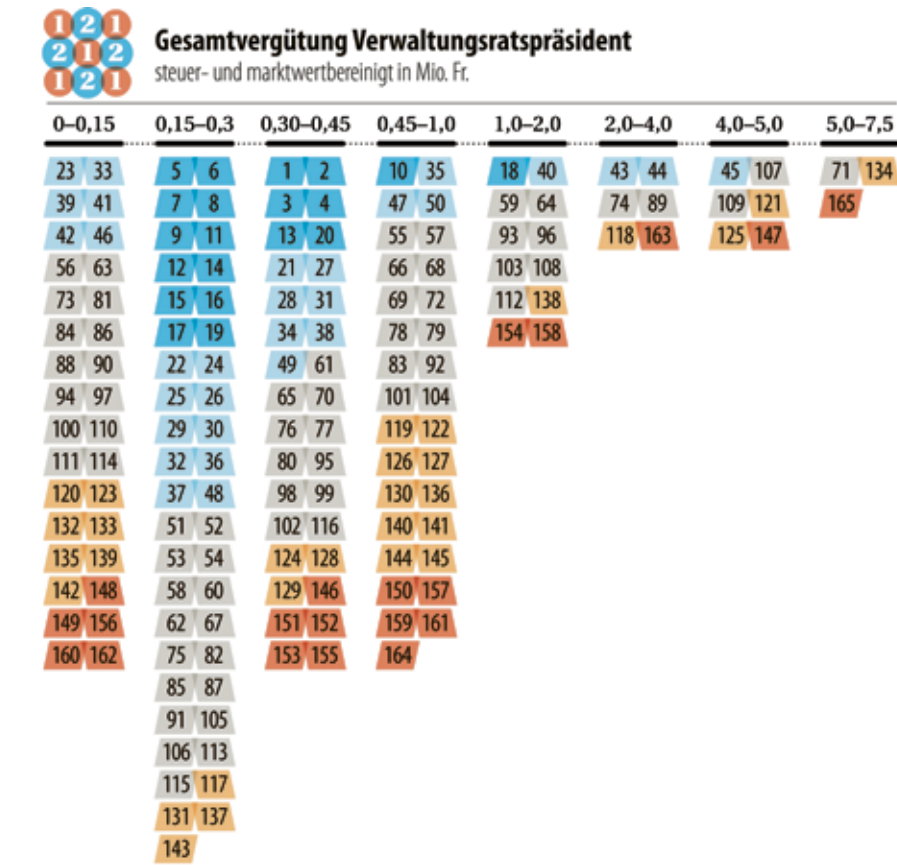 1 2 1
2 1 2
1 2 1
Gesamtvergütung Verwaltungsratspräsident
steuer- und marktwertbereinigt in Mio. Fr.
0–0,15 0,15–0,3 0,30–0,45 0,45–1,0 1,0–2,0 2,0–4,0 4,0–5,0 5,0–7,5
23 33 5 6 1 2 10 35 18 40 43 44 45 107 71 134
39 41 7 8 3 4 47 50 59 64 74 89 109 121 165
42 46 9 11 13 20 55 57 93 96 118 163 125 147
56 63 12 14 21 27 66 68 103 108
73 81 15 16 28 31 69 72 112 138
84 86 17 19 34 38 78 79 154 158
88 90 22 24 49 61 83 92
94 97 25 26 65 70 101 104
100 110 29 30 76 77 119 122
111 114 32 36 80 95 126 127
120 123 37 48 98 99 130 136
132 133 51 52 102 116 140 141
135 139 53 54 124 128 144 145
142 148 58 60 129 146 150 157
149 156 62 67 151 152 159 161
160 162 75 82 153 155 164
85 87
91 105
106 113
115 117
131 137
143